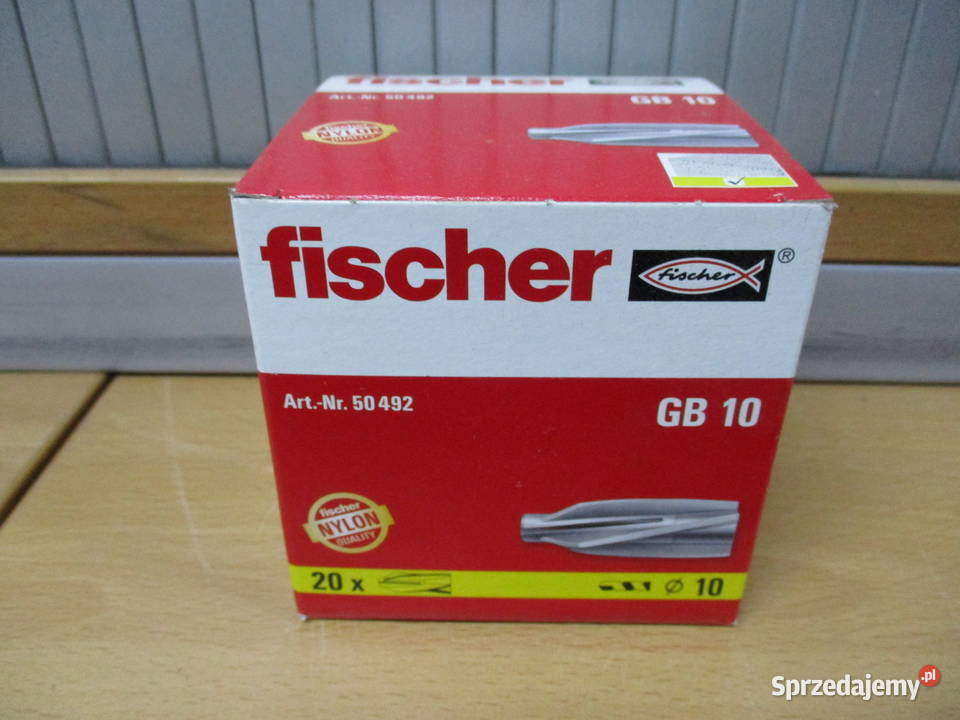 fischer
Art.-Nr. 50 492
GB 10
NYLON
fischer
fischer
®
Art.-Nr. 50 492
GB 10
fischer
NYLON
QUALITY
20 x
ø 10
Sprzedajemy.pl